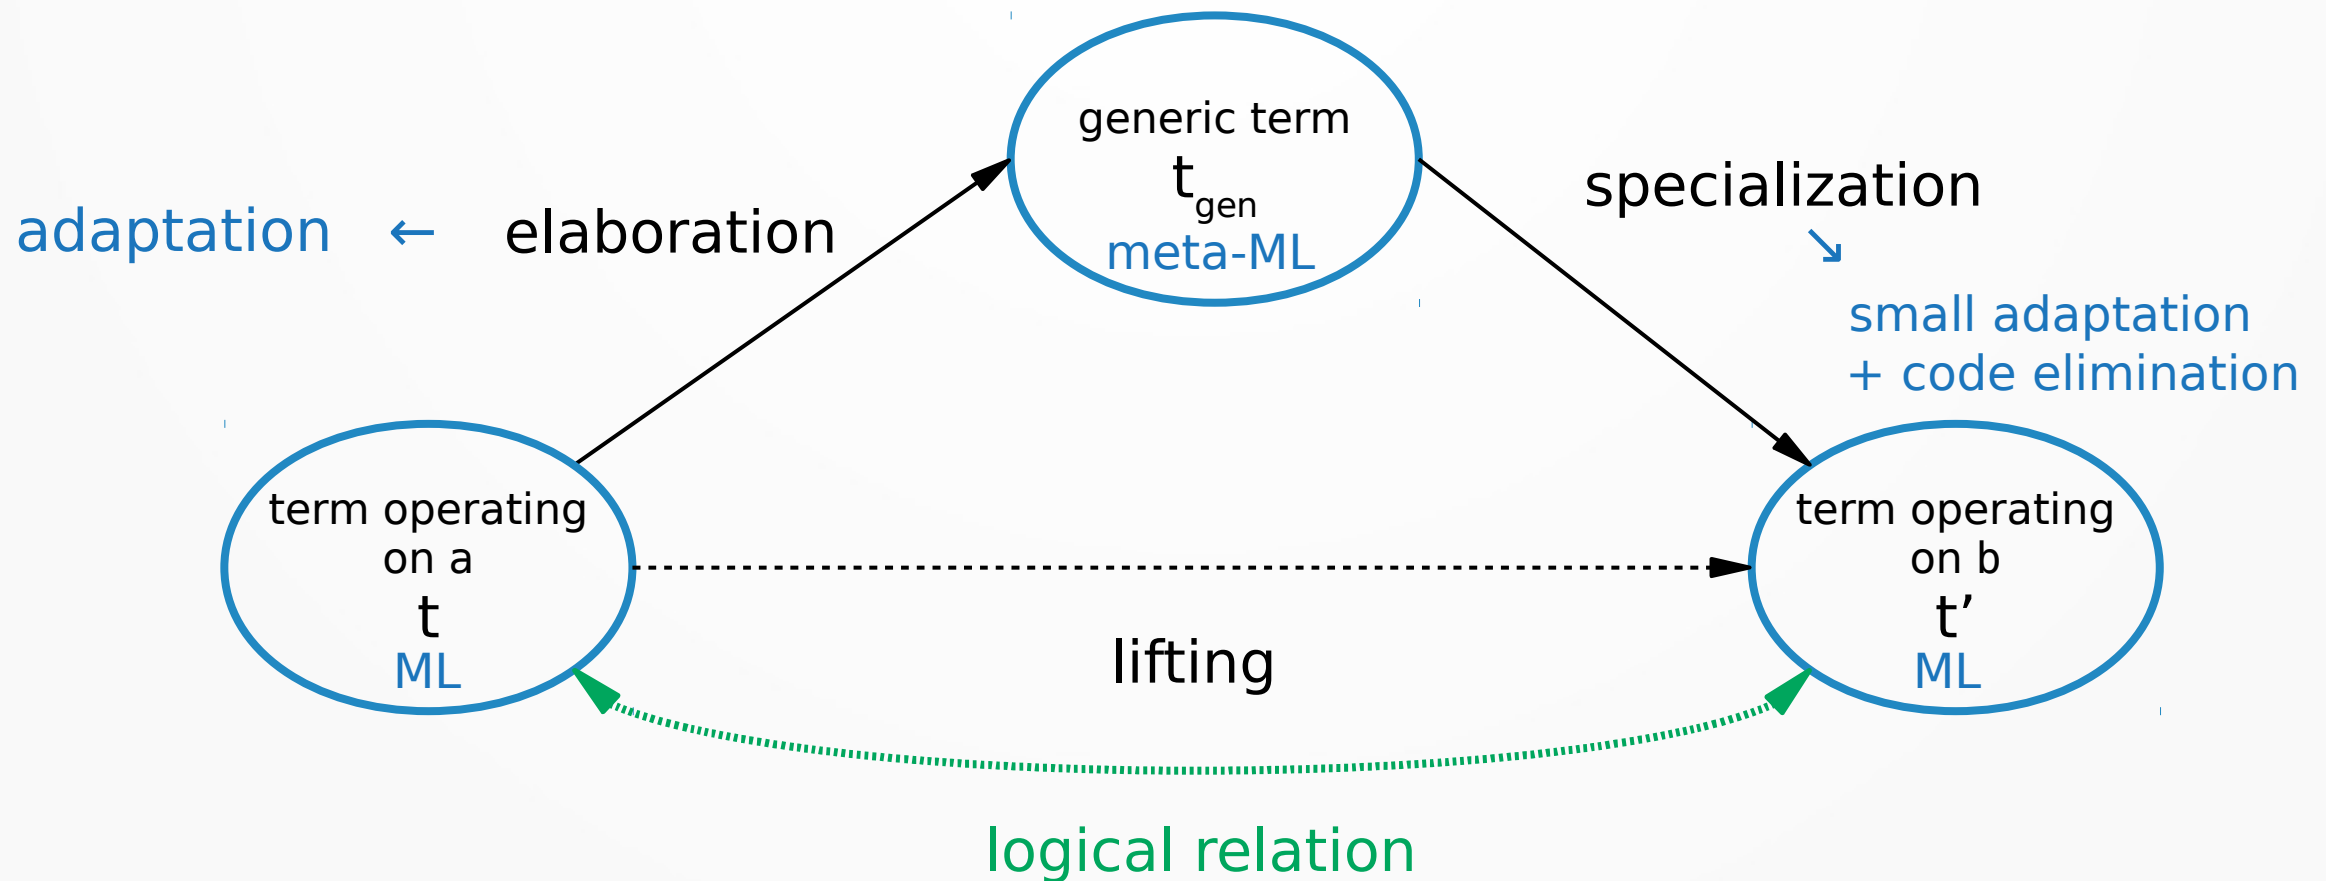 generic term
t
gen
meta-ML
adaptation ← elaboration
specialization
↘
small adaptation
+ code elimination
term operating
on a
t
ML
lifting
term operating
on b
t’
ML
logical relation